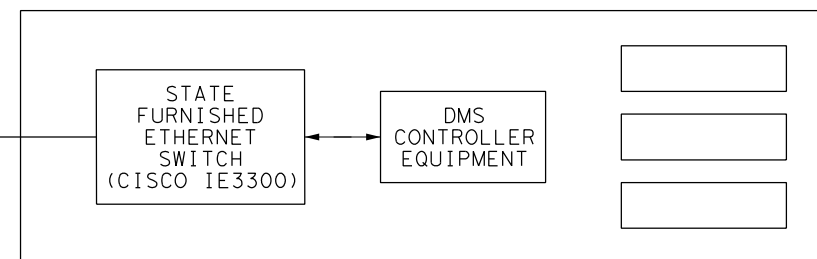 STATE
FURNISHED
ETHERNET
SWITCH
(CISCO IE3300)
DMS
CONTROLLER
EQUIPMENT